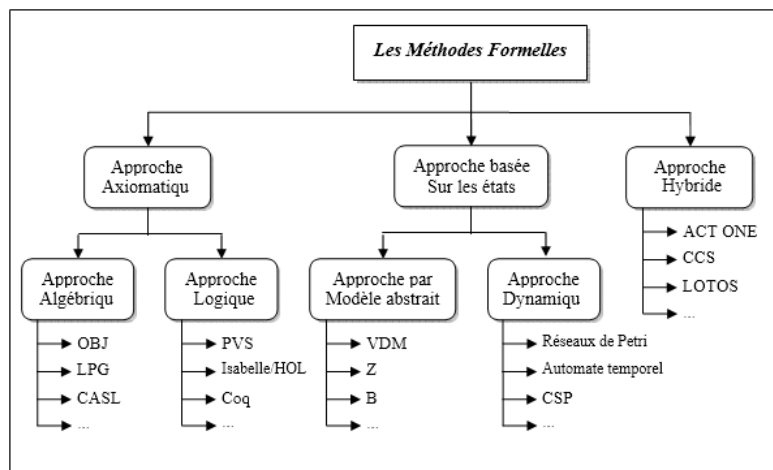 Les Méthodes Formelles
Approche
Axiomatiqu
Approche basée
Sur les états
Approche
Hybride
ACT ONE
CCS
LOTOS
...
Approche
Algébriqu
Approche
Logique
Approche par
Modèle abstrait
Approche
Dynamiqu
OBJ
LPG
CASL
...
PVS
Isabelle/HOL
Coq
...
VDM
Z
B
...
Réseaux de Petri
Automate temporel
CSP
...